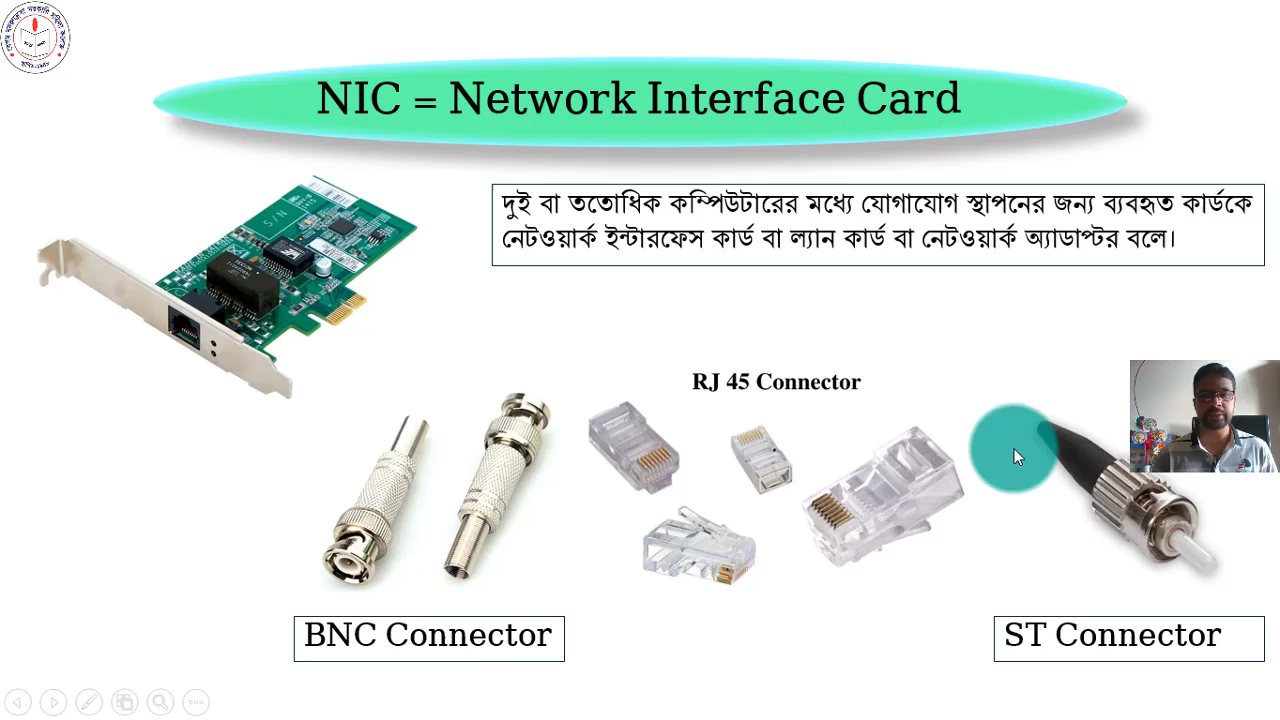 NIC = Network Interface Card
দুই বা ততোধিক কম্পিউটারের মধ্যে যোগাযোগ স্থাপনের জন্য ব্যবহৃত কার্ডকে
নেটওয়ার্ক ইন্টারফেস কার্ড বা ল্যান কার্ড বা নেটওয়ার্ক অ্যাডাপ্টর বলে।
S/N
RJ 45 Connector
BNC Connector
ST Connector